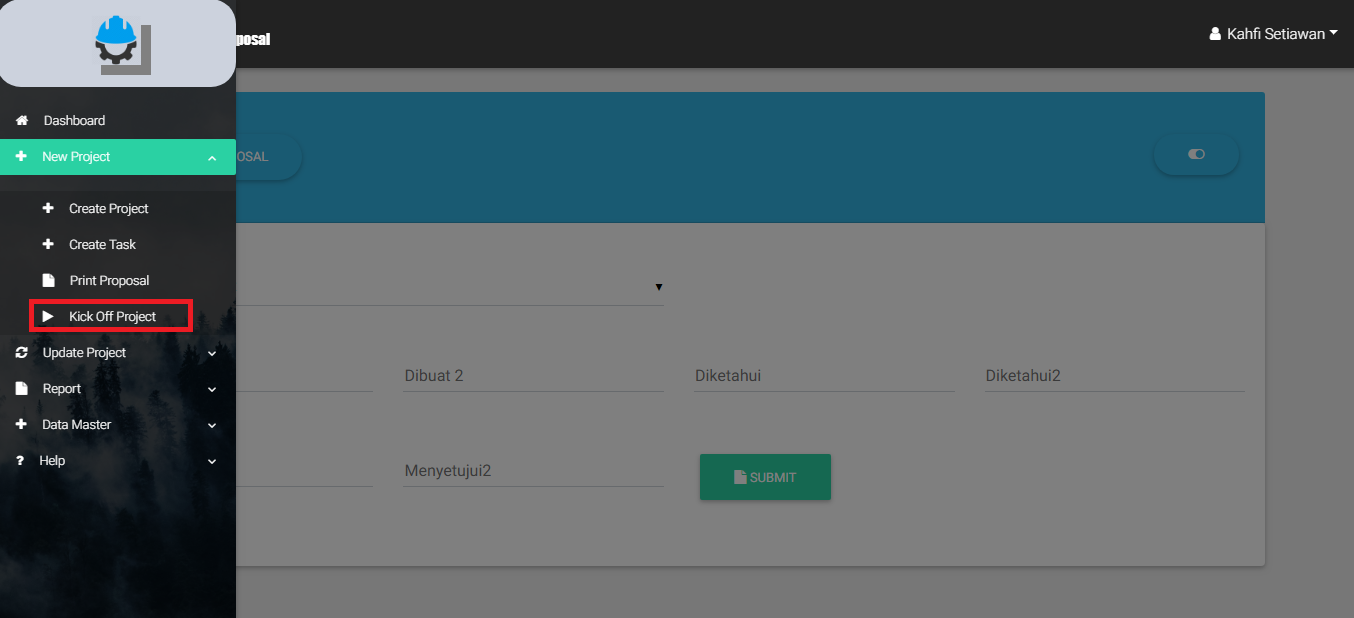 posal
Kahfi Setiawan
Dashboard
New Project
OSAL
Create Project
Create Task
Print Proposal
Kick Off Project
Update Project
Dibuat 2
Diketahui
Diketahui2
Report
Data Master
Help
Menyetujui2
SUBMIT